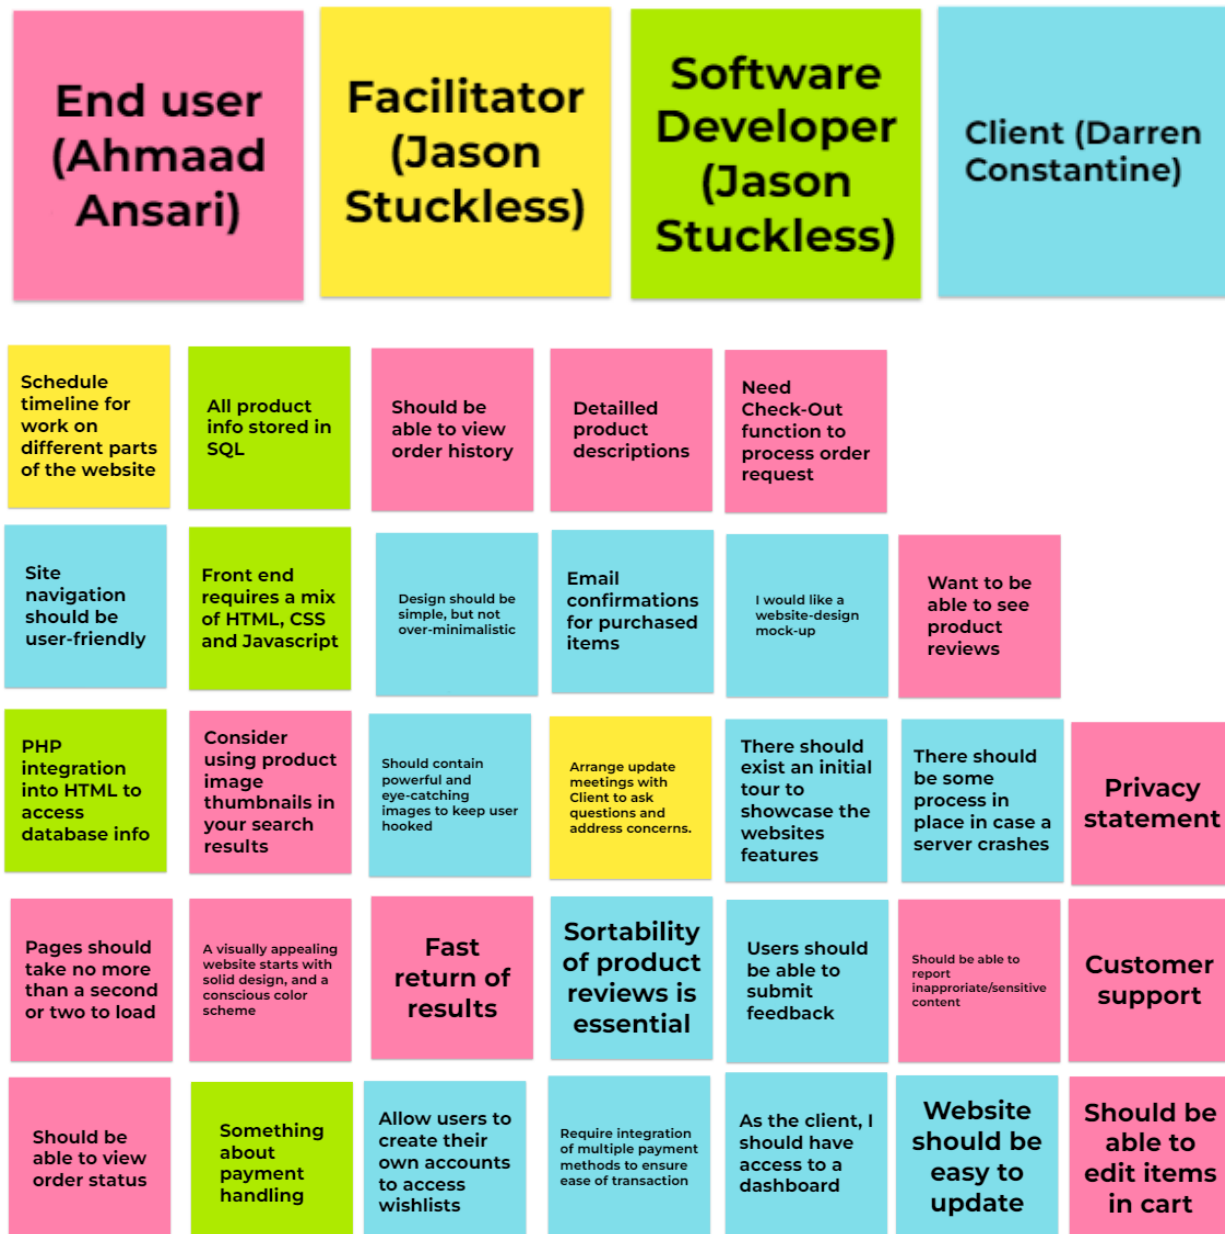 End user
(Ahmaad
Ansari)
Facilitator
(Jason
Stuckless)
Software
Developer
(Jason
Stuckless)
Client (Darren
Constantine)
Schedule
timeline for
work on
different parts
of the website
All product
info stored in
SQL
Should be
able to view
order history
Detailled
product
descriptions
Need
Check-Out
function to
process order
request
Site
navigation
should be
user-friendly
Front end
requires a mix
of HTML, CSS
and Javascript
Design should be
simple, but not
over-minimalistic
Email
confirmations
for purchased
items
I would like a
website-design
mock-up
Want to be
able to see
product
reviews
PHP
integration
into HTML to
access
database info
Consider
using product
image
thumbnails in
your search
results
Should contain
powerful and
eye-catching
images to keep user
hooked
Arrange update
meetings with
Client to ask
questions and
address concerns.
There should
exist an initial
tour to
showcase the
websites
features
There should
be some
process in
place in case a
server crashes
Privacy
statement
Pages should
take no more
than a second
or two to load
A visually appealing
website starts with
solid design, and a
conscious color
scheme
Fast
return of
results
Sortability
of product
reviews is
essential
Users should
be able to
submit
feedback
Should be able to
report
inapproriate/sensitive
content
Customer
support
Should be
able to view
order status
Something
about
payment
handling
Allow users to
create their
own accounts
to access
wishlists
Require integration
of multiple payment
methods to ensure
ease of transaction
As the client, I
should have
access to a
dashboard
Website
should be
easy to
update
Should be
able to
edit items
in cart